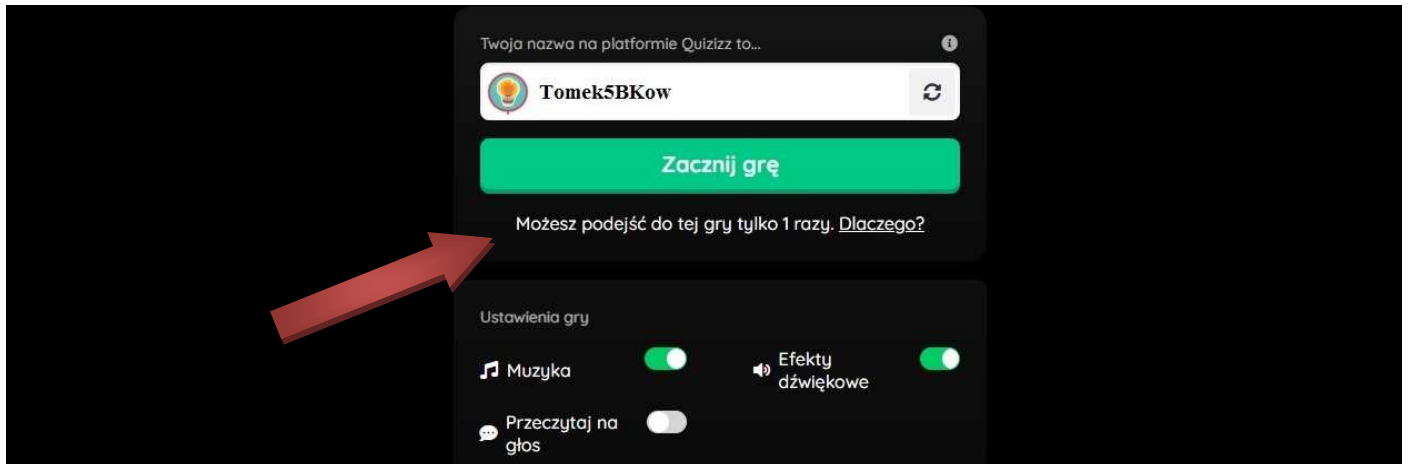 Twoja nazwa na platformie Quizizz to...
Tomek5BKow
Zacznij grę
Możesz podejść do tej gry tylko 1 razy. Dlaczego?
Ustawienia gry
Muzyka
Efekty
dźwiękowe
Przeczytaj na
głos